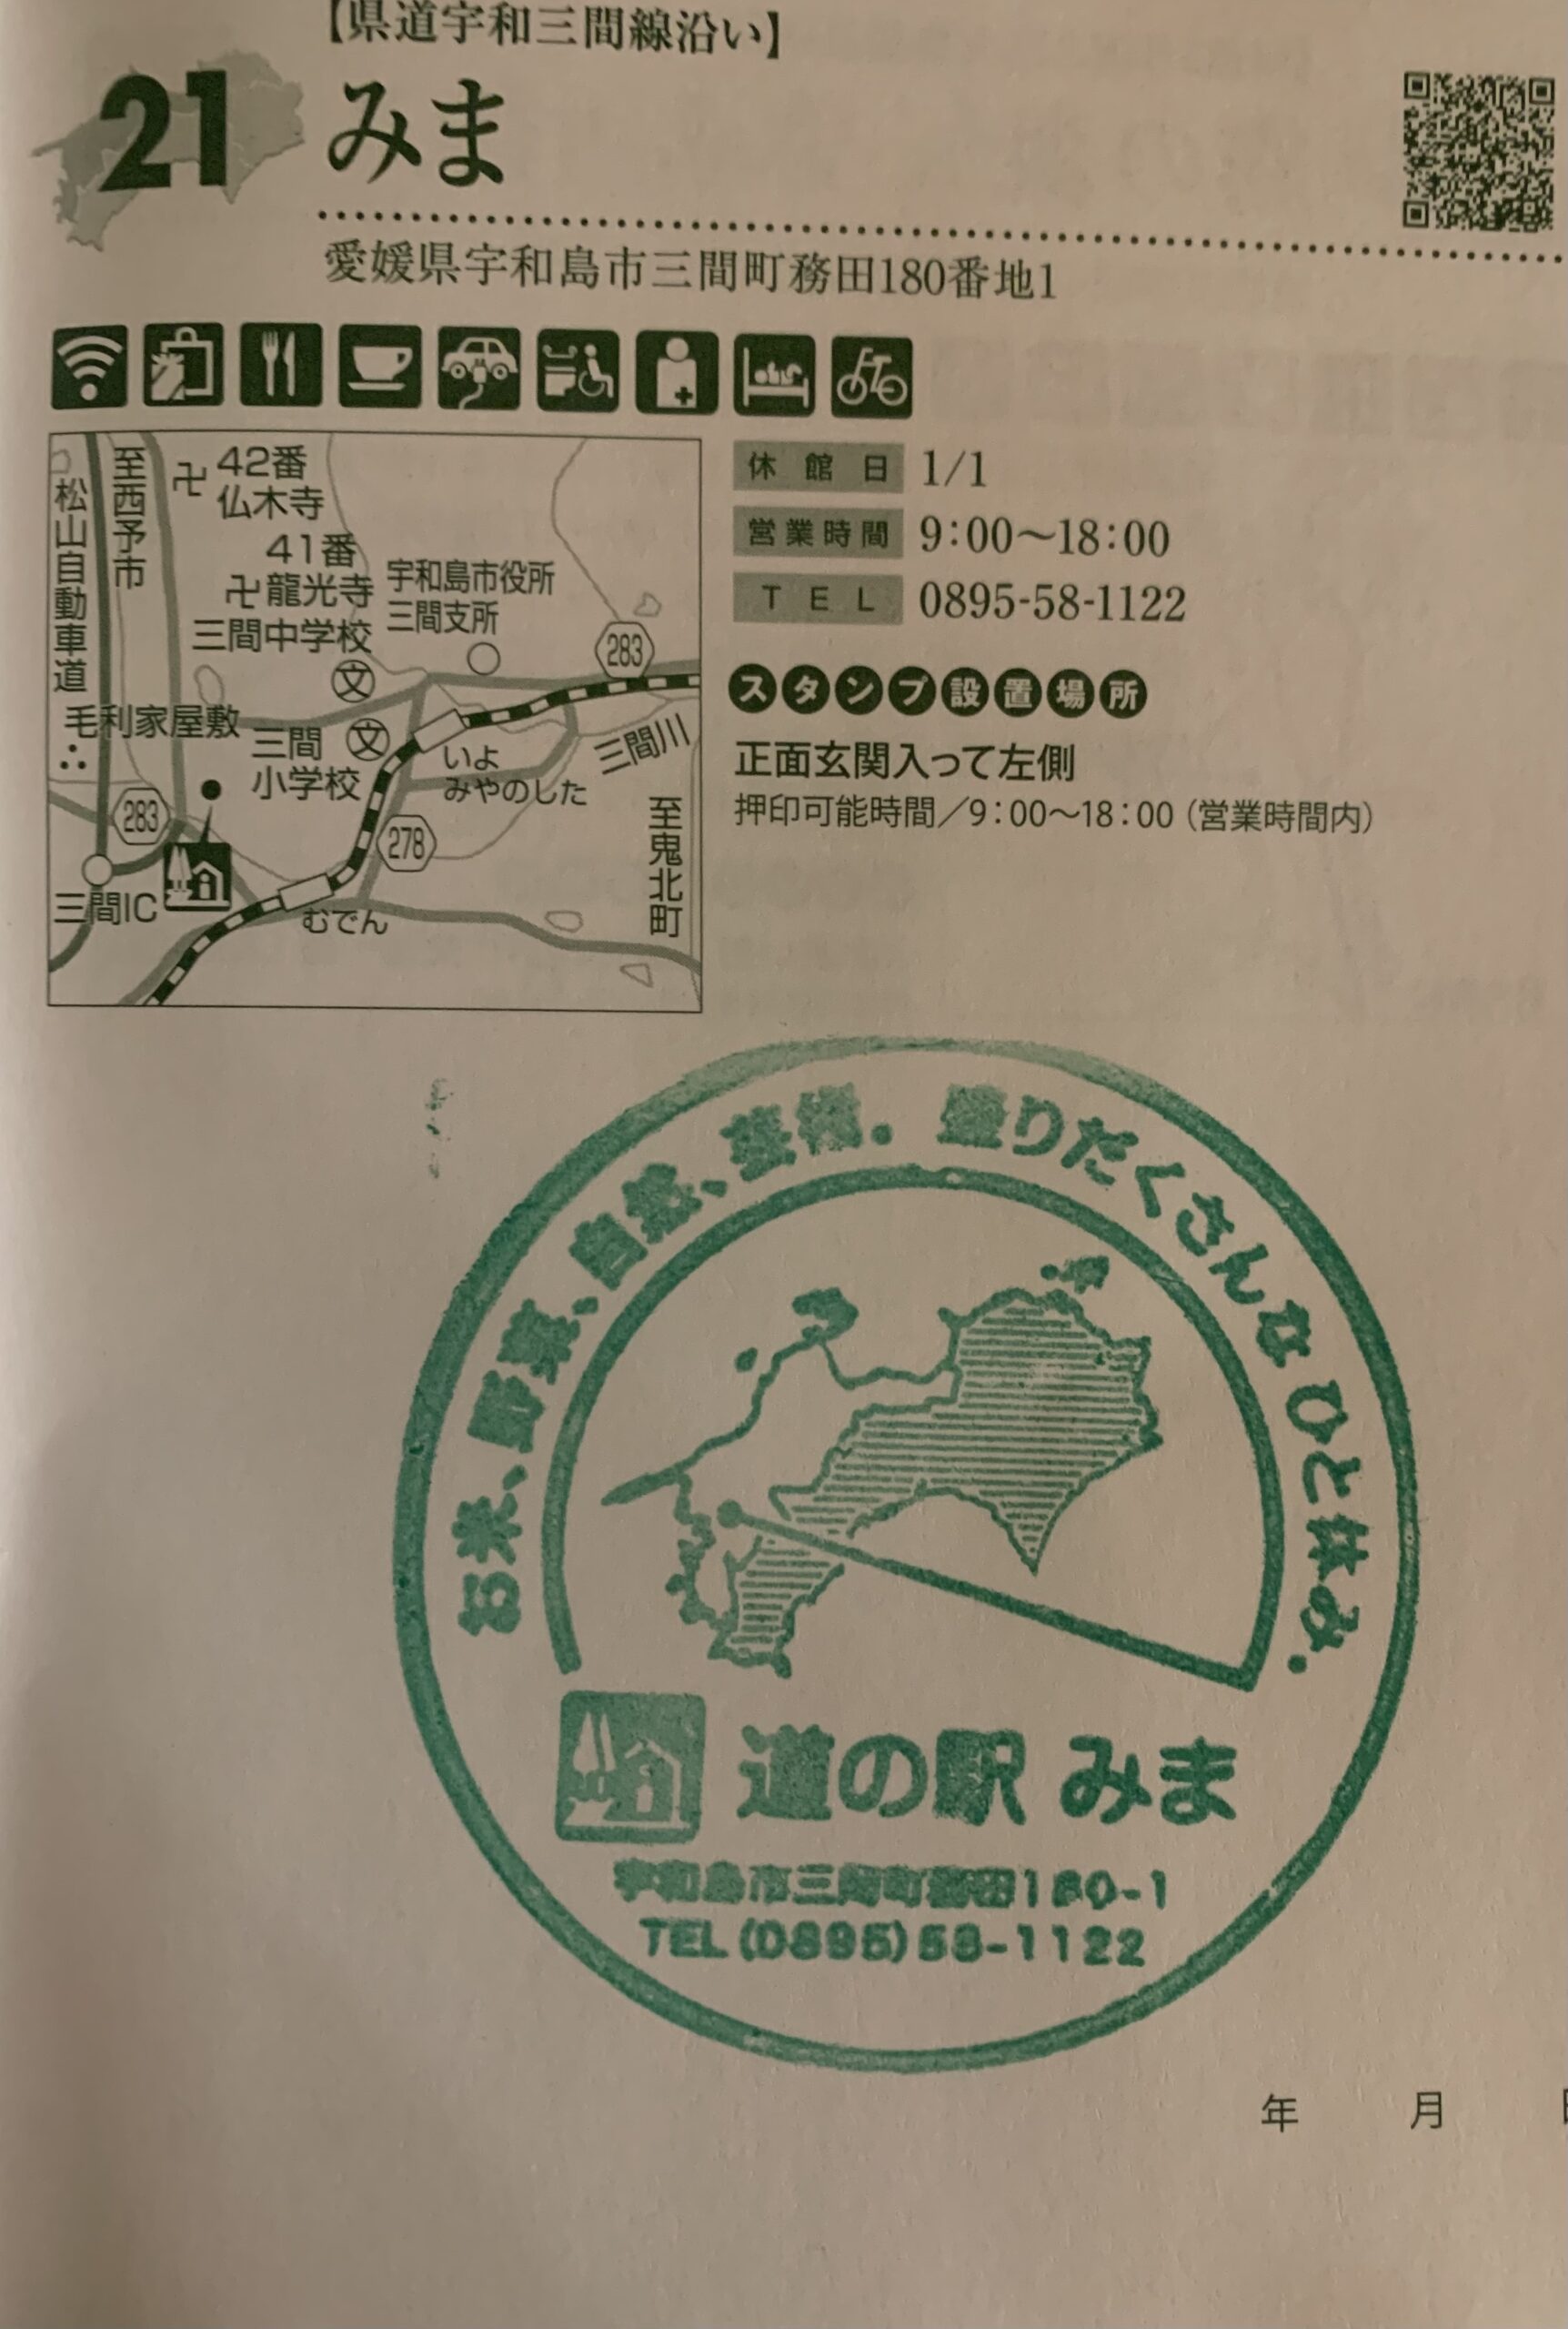 【県道宇和三間線沿い】
21
みま
愛媛県宇和島市三間町務田180番地1
至西予市
松山自動車道
卍 42番
仏木寺
41番
卍龍光寺
宇和島市役所
三間支所
三間中学校
文
283
毛利家屋敷
三間
小学校
文
いよ
みやのした
三間川
283
278
至鬼北町
三間IC
むでん
休館日 1/1
営業時間 9:00〜18:00
TEL 0895-58-1122
スタンプ設置場所
正面玄関入って左側
押印可能時間/9:00〜18:00（営業時間内）
お米、野菜、自然、芸術。盛りだくさんな ひと休み。
道の駅 みま
宇和島市三間町務田180-1
TEL(0895)58-1122
年 月